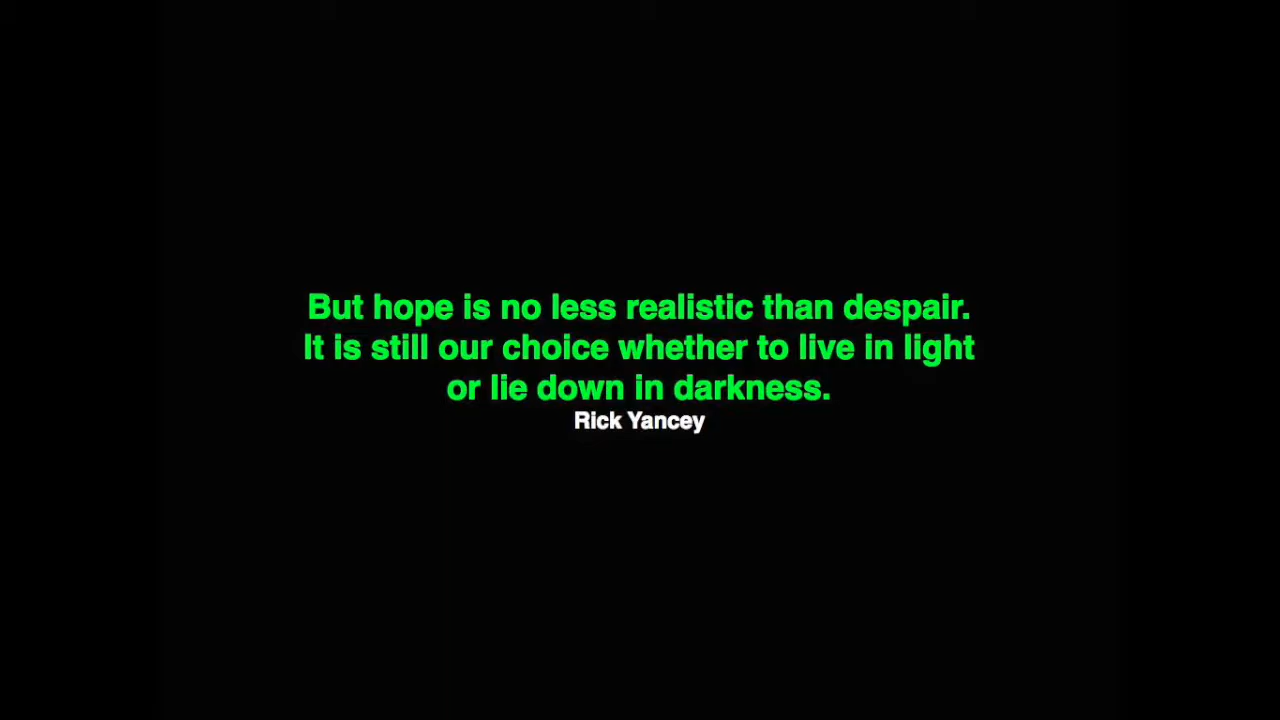 But hope is no less realistic than despair.
It is still our choice whether to live in light
or lie down in darkness.
Rick Yancey